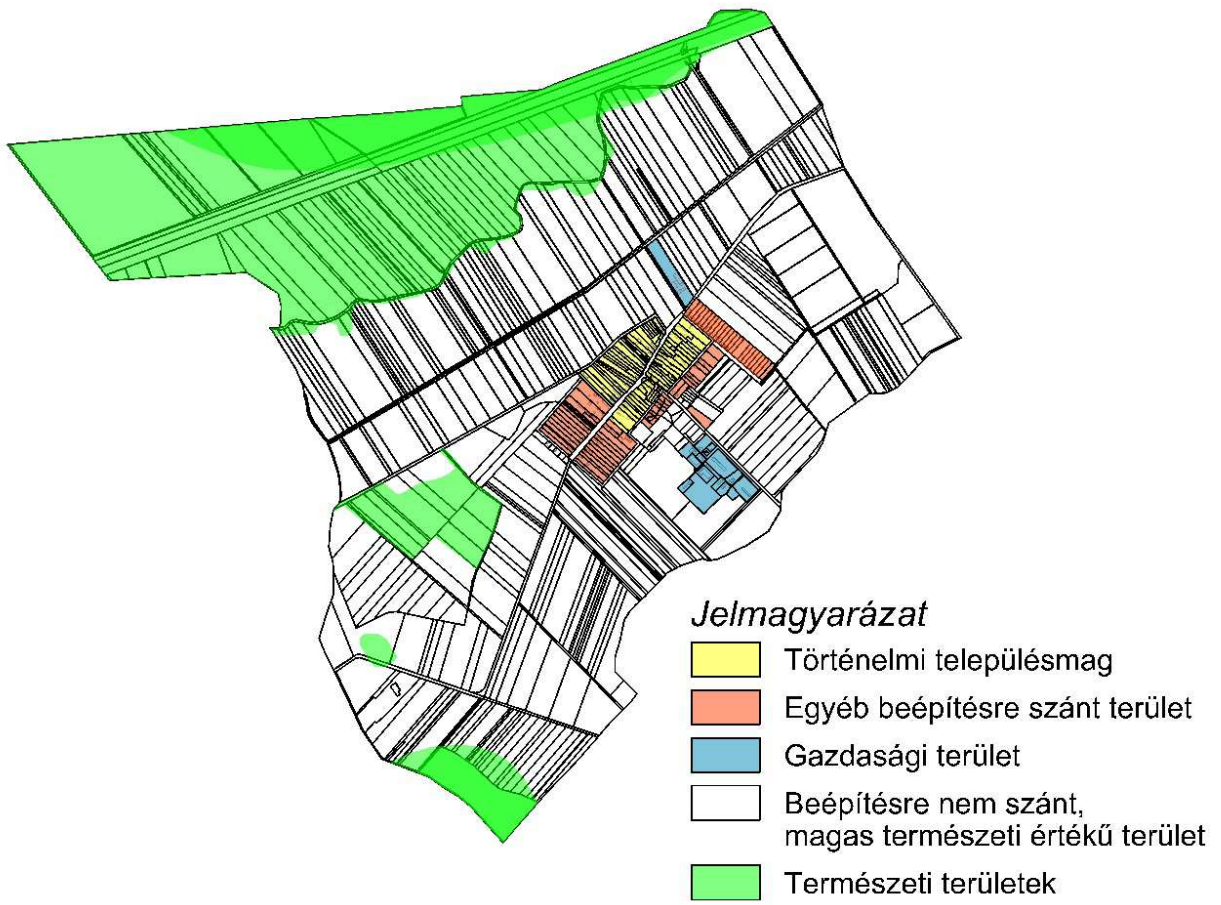 Jelmagyarázat
Történelmi településmag
Egyéb beépítésre szánt terület
Gazdasági terület
Beépítésre nem szánt,
magas természeti értékű terület
Természeti területek